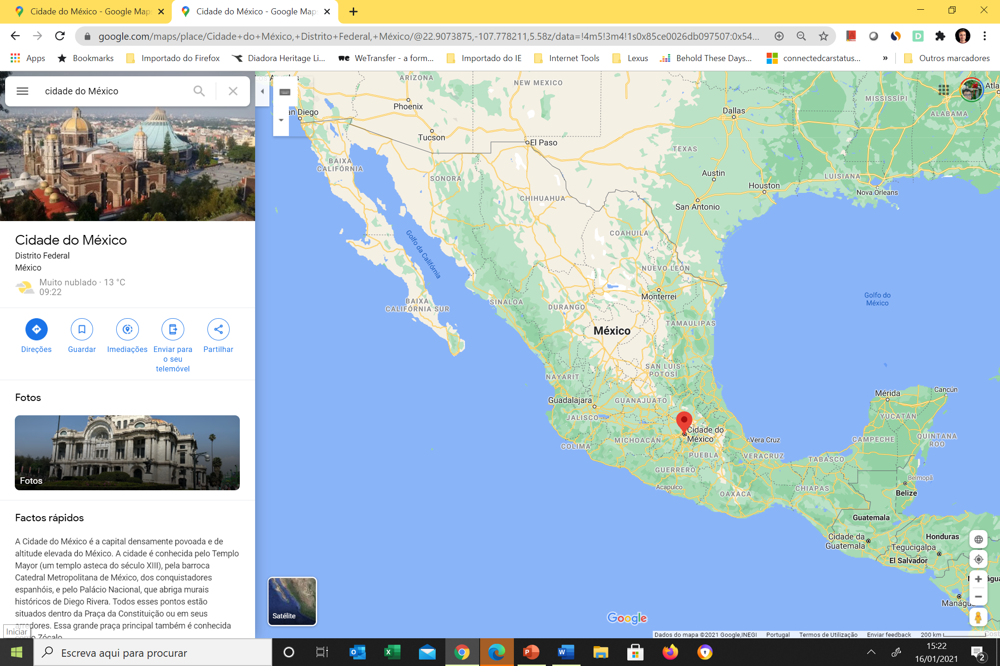 Cidade do México - Google Map
Cidade do México - Google Map
google.com/maps/place/Cidade+do+México,+Distrito+Federal,+México/@22.9073875,-107.778211,5.58z/data=!4m5!3m4!1s0x85ce0026db097507:0x54...
Apps
Bookmarks
Importado do Firefox
Diadora Heritage Li...
WeTransfer - a form...
Importado do IE
Internet Tools
Lexus
Behold These Days...
connectedcarstatus...
»
Outros marcadores
cidade do México
Cidade do México
Distrito Federal
México
Muito nublado · 13 °C
09:22
Direções
Guardar
Imediações
Enviar para
o seu
telemóvel
Partilhar
Fotos
Fotos
Factos rápidos
A Cidade do México é a capital densamente povoada e de
altitude elevada do México. A cidade é conhecida pelo Templo
Mayor (um templo asteca do século XIII), pela barroca
Catedral Metropolitana de México, dos conquistadores
espanhóis, e pelo Palácio Nacional, que abriga murais
históricos de Diego Rivera. Todos esses pontos estão
situados dentro da Praça da Constituição ou em seus
arredores. Essa grande praça principal também é conhecida
como Zócalo
Iniciar
ARIZONA
NEW MEXICO
MISSISSÍPI
ALABAMA
Atla
an Diego
Phoenix
Dallas
Tucson
El Paso
TEXAS
BAIXA
CALIFÓRNIA
SONORA
Austin
LUISIANA
Houston
Nova Orleans
CHIHUAHUA
San Antonio
COAHUILA
Golfo da Califórnia
NUEVO LEÓN
Monterrei
Golfo do
México
BAIXA
CALIFÓRNIA SUR
SINALOA
DURANGO
TAMAULIPAS
México
SAN LUIS
POTOSÍ
NAYARIT
Guadalajara
GUANAJUATO
Mérida
Cancún
JALISCO
YUCATÁN
Cidade do
México
Vera Cruz
MICHOACÁN
COLIMA
CAMPECHE
QUINTANA
ROO
PUEBLA
VERACRUZ
TABASCO
GUERRERO
Belmopã
Acapulco
CHIAPAS
OAXACA
Belize
Guatemala
Cidade da
Guatemala
Honduras
Tegucigalpa
El Salvador
Manágu
Satélite
Google
Dados do mapa ©2021 Google,INEGI
Portugal
Termos de Utilização
Enviar feedback
200 km
Escreva aqui para procurar
15:22
16/01/2021
2